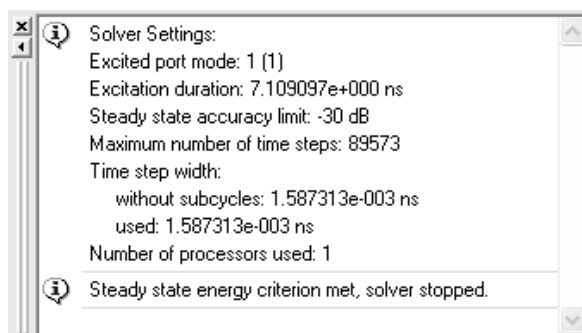 Solver Settings:
Excited port mode: 1 (1)
Excitation duration: 7.109097e+000 ns
Steady state accuracy limit: -30 dB
Maximum number of time steps: 89573
Time step width:
without subcycles: 1.587313e-003 ns
used: 1.587313e-003 ns
Number of processors used: 1
Steady state energy criterion met, solver stopped.